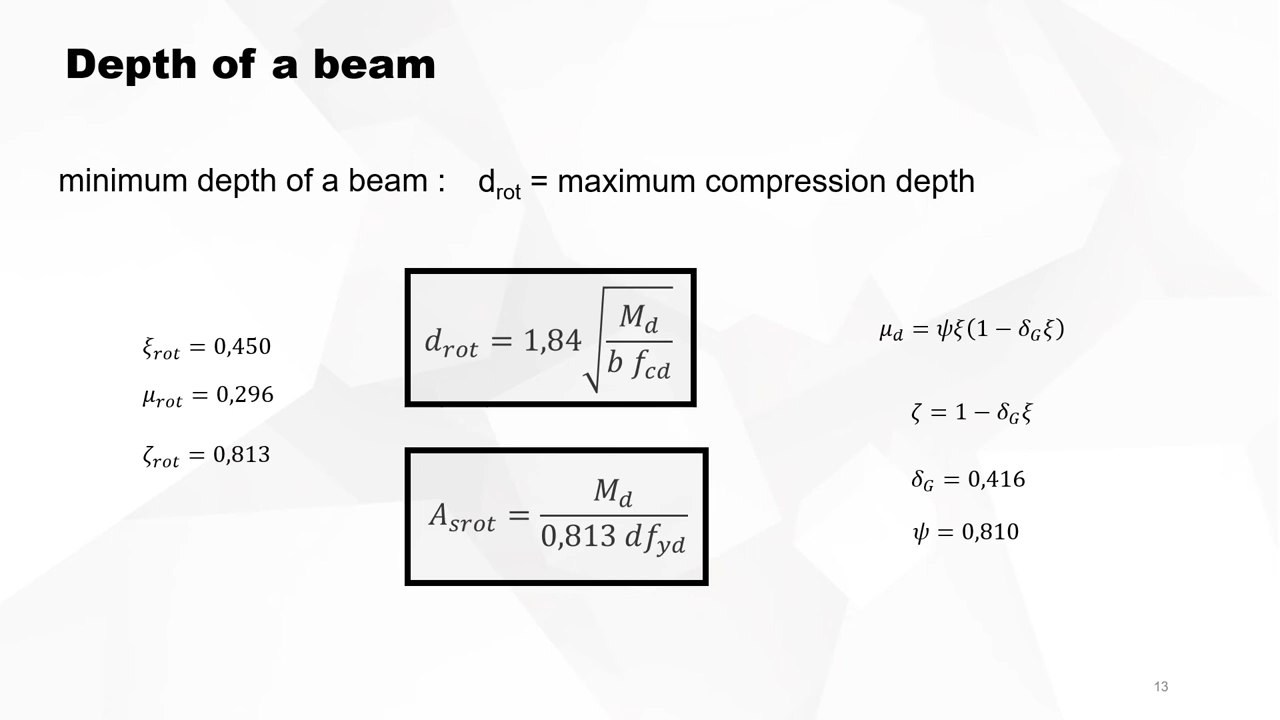 Depth of a beam
minimum depth of a beam : d_rot = maximum compression depth
ξ_rot = 0,450
μ_rot = 0,296
ζ_rot = 0,813
d_rot = 1,84 √(M_d / (b f_cd))
A_srot = M_d / (0,813 d f_yd)
μ_d = ψξ(1 − δ_G ξ)
ζ = 1 − δ_G ξ
δ_G = 0,416
ψ = 0,810
13